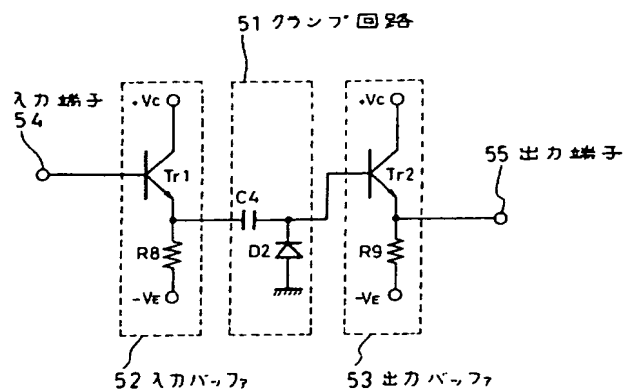 51 クランプ回路
入力端子
54
+Vc
+Vc
55 出力端子
Tr1
C4
Tr2
R8
D2
R9
-VE
-VE
52 入力バッファ
53 出力バッファ